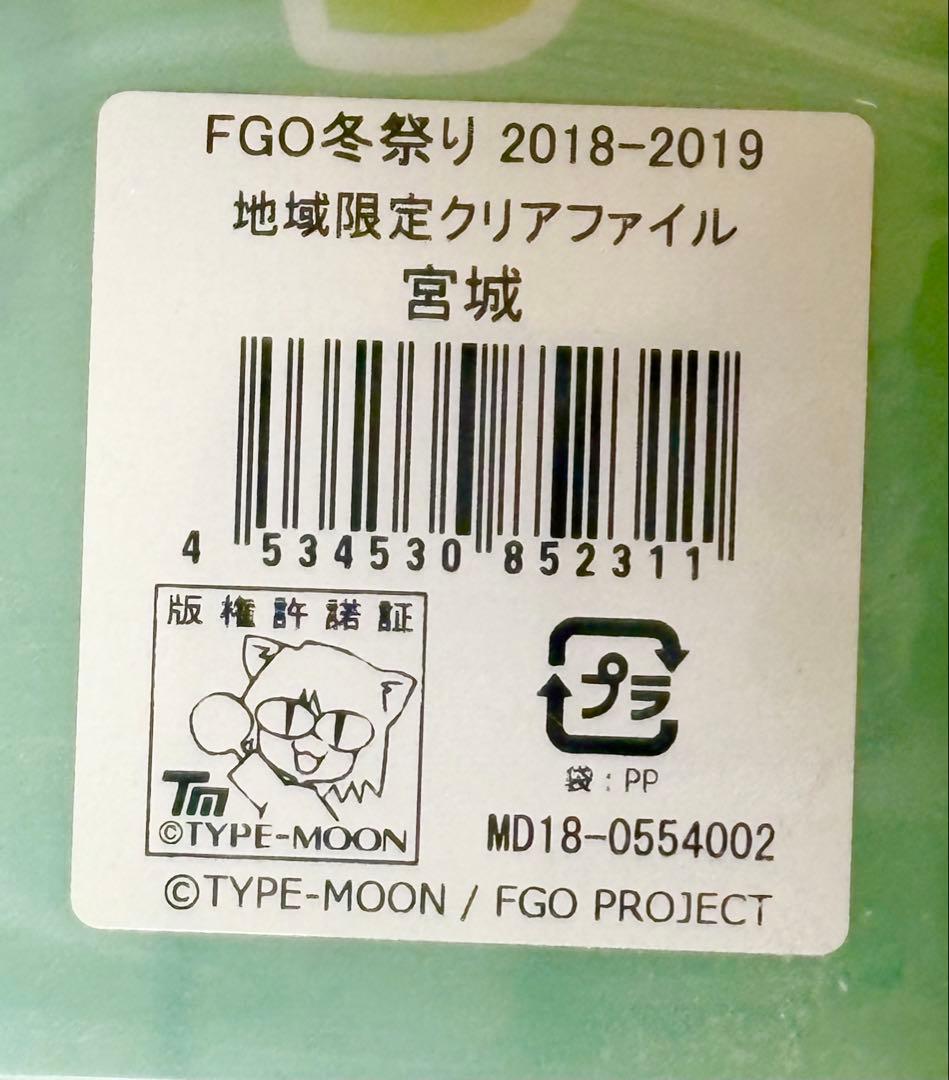 FGO冬祭り 2018-2019
地域限定クリアファイル
宮城
4 534530 852311
版権許諾証
TM
©TYPE-MOON
プラ
袋：PP
MD18-0554002
©TYPE-MOON / FGO PROJECT